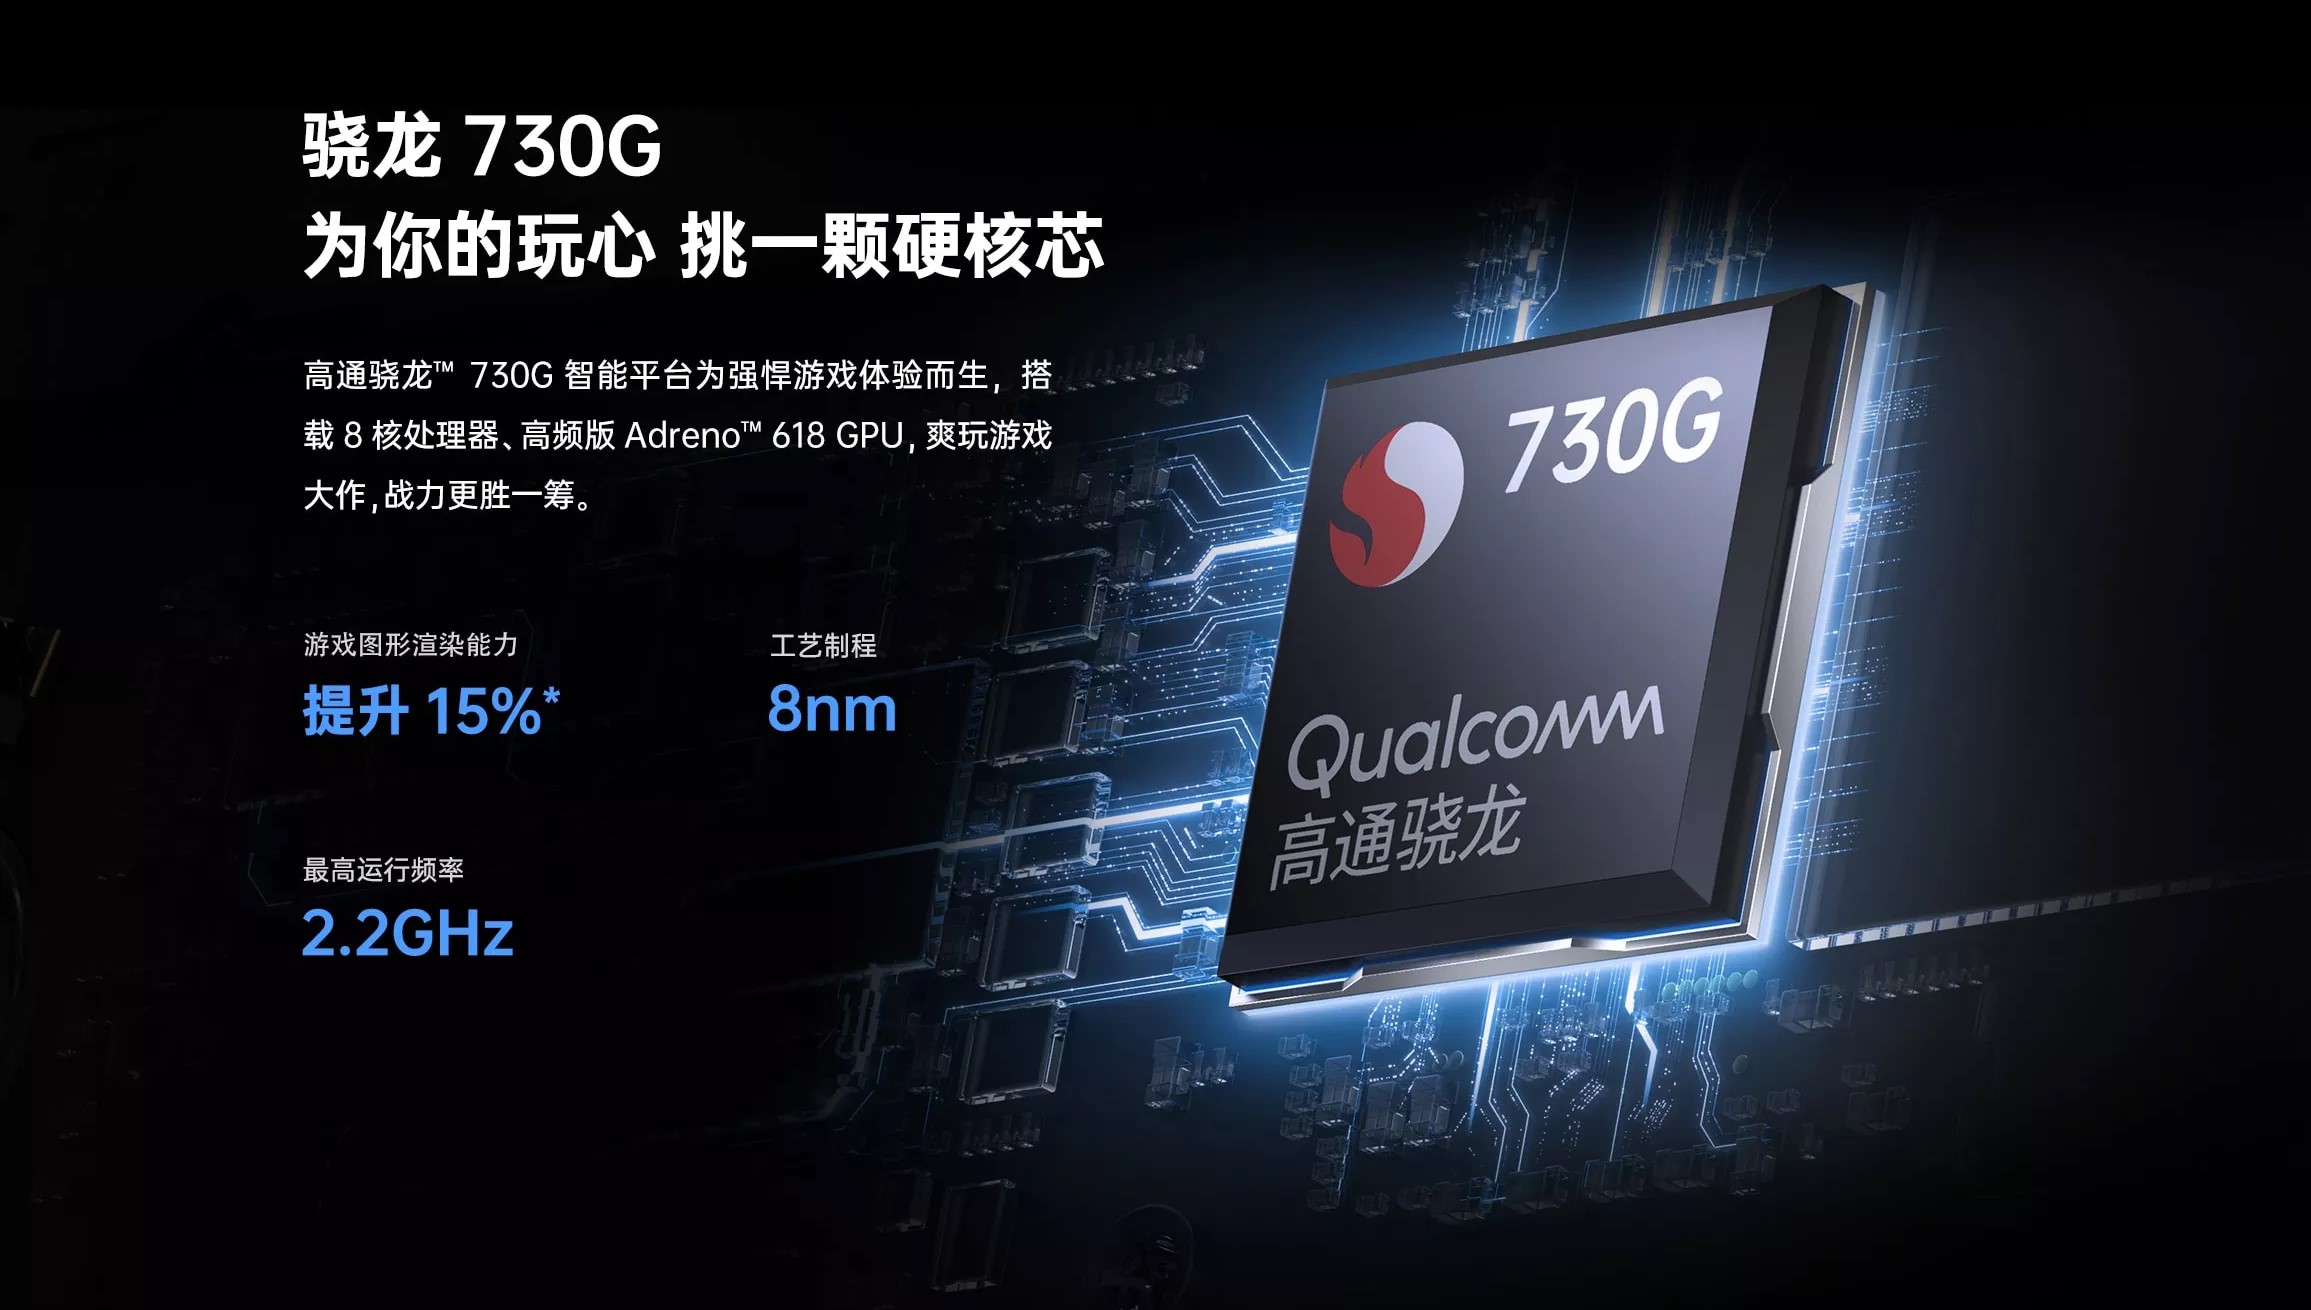 骁龙 730G
为你的玩心 挑一颗硬核芯
高通骁龙™ 730G 智能平台为强悍游戏体验而生，搭
载 8 核处理器、高频版 Adreno™ 618 GPU，爽玩游戏
大作，战力更胜一筹。
游戏图形渲染能力
提升 15%*
工艺制程
8nm
最高运行频率
2.2GHz
730G
Qualcomm
高通骁龙